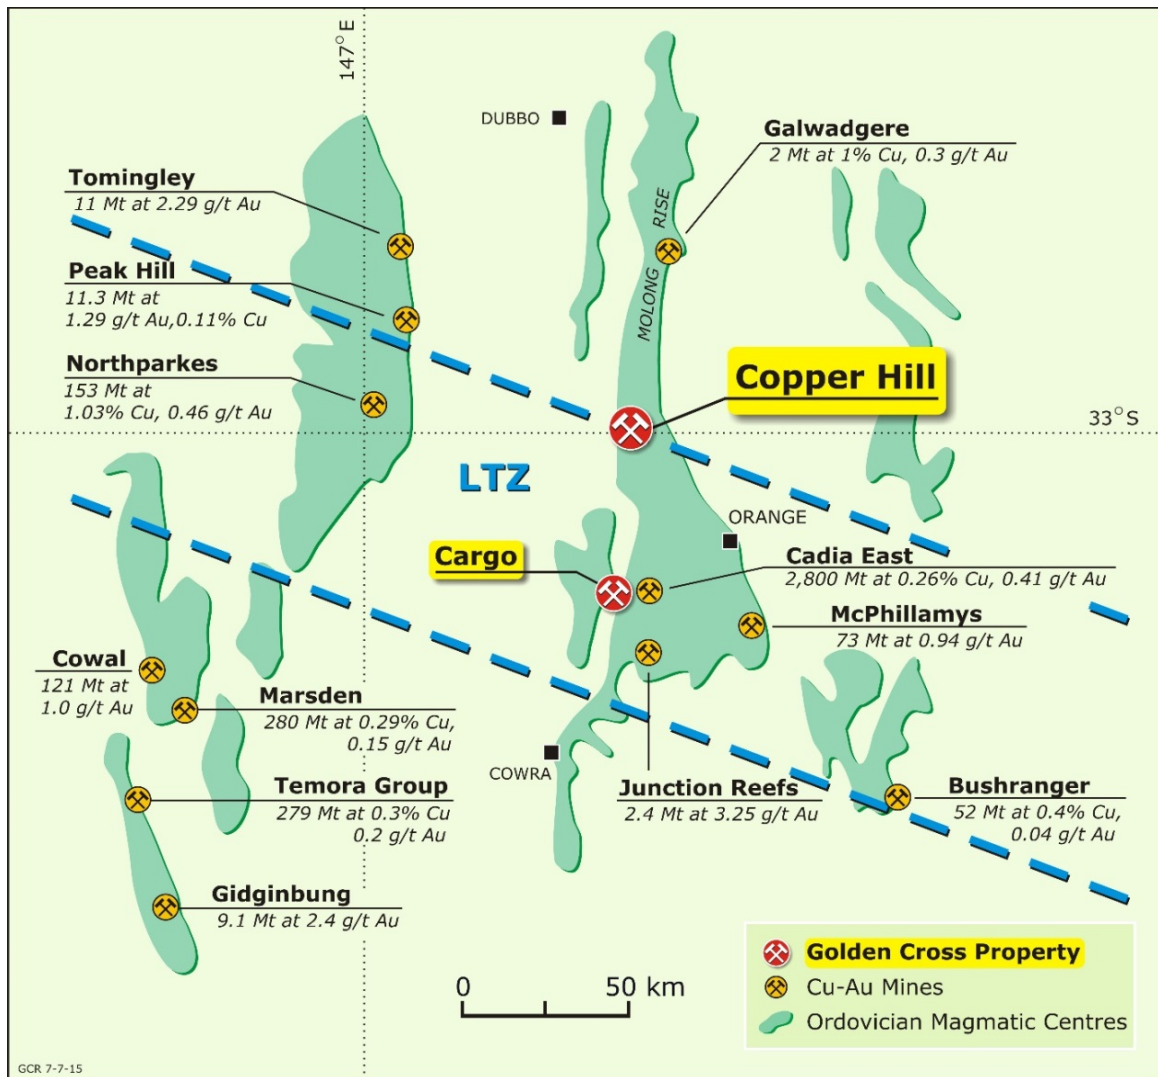 147° E
DUBBO
Galwadgere
2 Mt at 1% Cu, 0.3 g/t Au
Tomingley
11 Mt at 2.29 g/t Au
MOLONG RISE
Peak Hill
11.3 Mt at
1.29 g/t Au,0.11% Cu
Northparkes
153 Mt at
1.03% Cu, 0.46 g/t Au
Copper Hill
33° S
LTZ
ORANGE
Cargo
Cadia East
2,800 Mt at 0.26% Cu, 0.41 g/t Au
McPhillamys
73 Mt at 0.94 g/t Au
Cowal
121 Mt at
1.0 g/t Au
Marsden
280 Mt at 0.29% Cu,
0.15 g/t Au
COWRA
Temora Group
279 Mt at 0.3% Cu
0.2 g/t Au
Junction Reefs
2.4 Mt at 3.25 g/t Au
Bushranger
52 Mt at 0.4% Cu,
0.04 g/t Au
Gidginbung
9.1 Mt at 2.4 g/t Au
0 50 km
Golden Cross Property
Cu-Au Mines
Ordovician Magmatic Centres
GCR 7-7-15